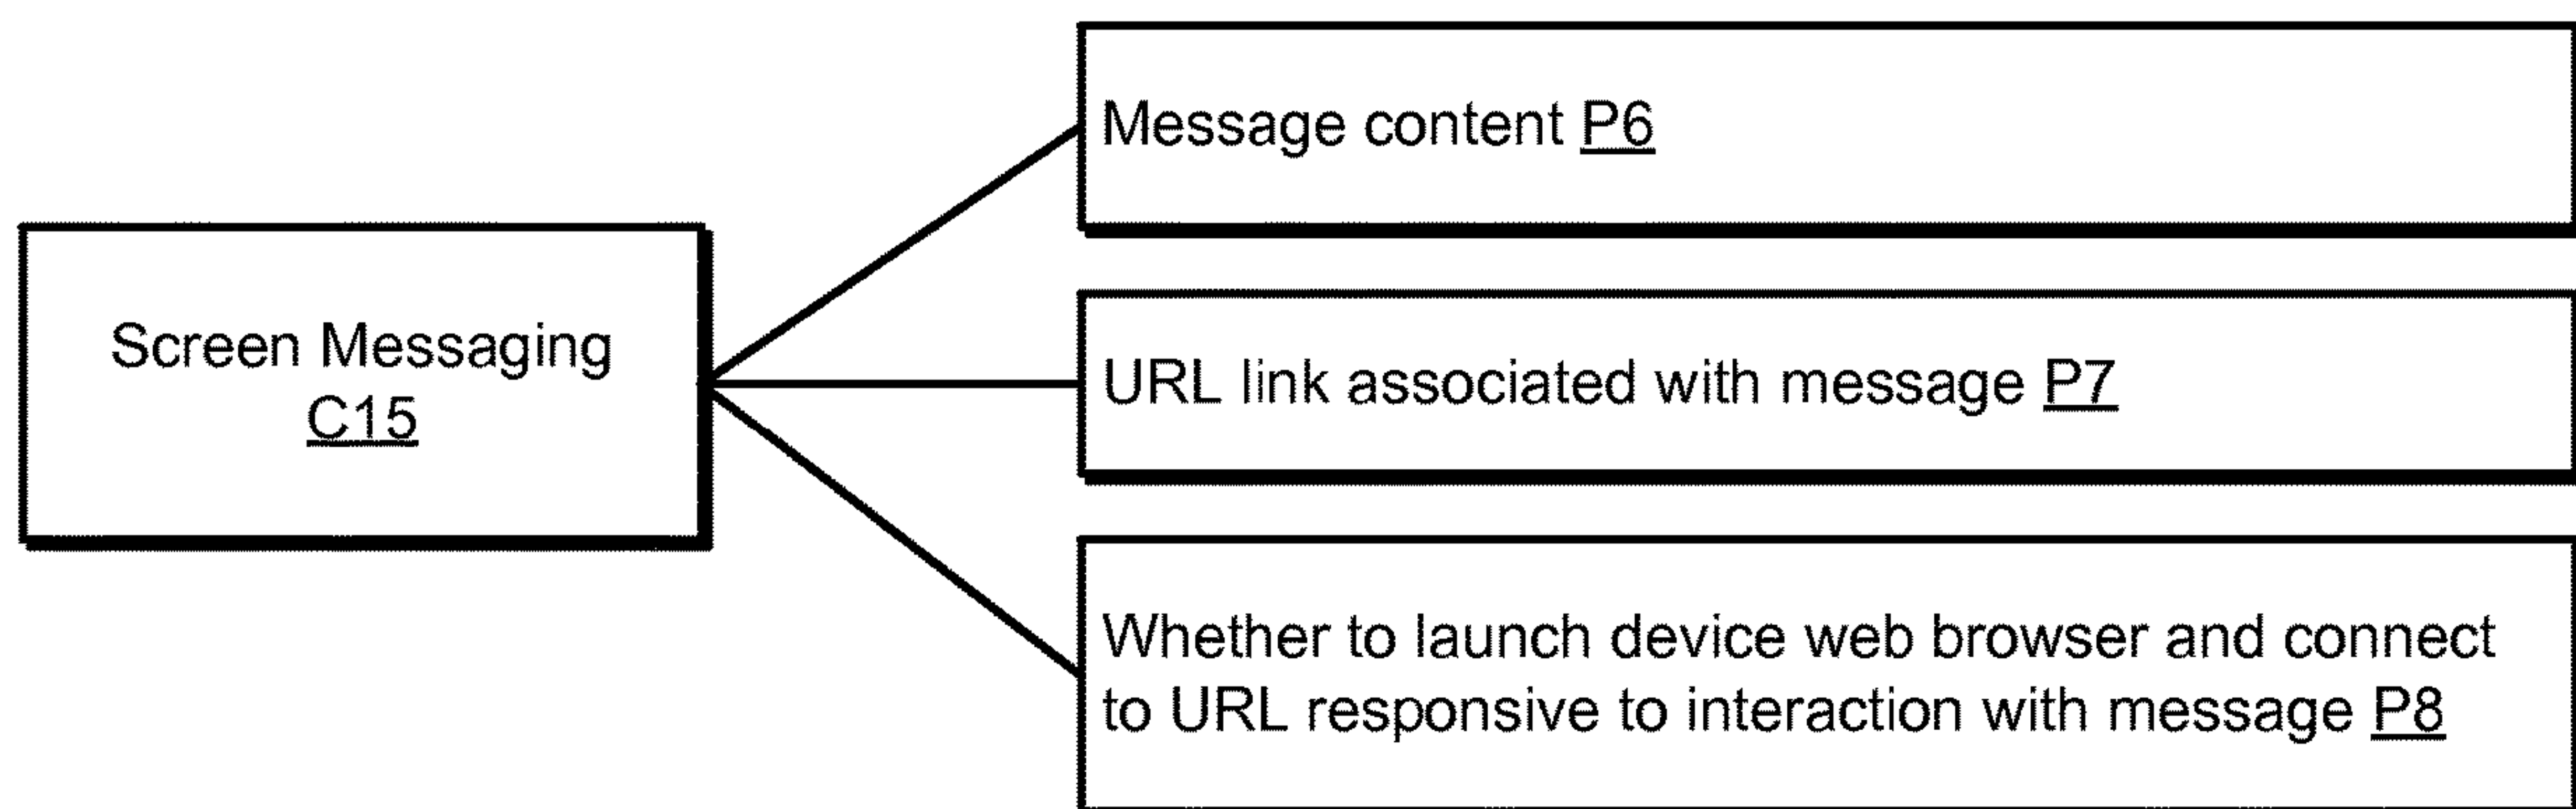 Message content P6
Screen Messaging
C15
URL link associated with message P7
Whether to launch device web browser and connect
to URL responsive to interaction with message P8